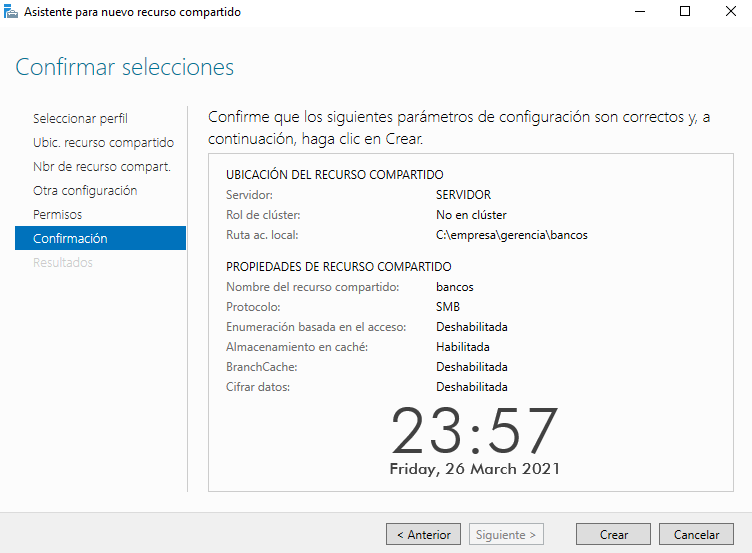 Asistente para nuevo recurso compartido
Confirmar selecciones
Seleccionar perfil
Ubic. recurso compartido
Nbr de recurso compart.
Otra configuración
Permisos
Confirmación
Resultados
Confirme que los siguientes parámetros de configuración son correctos y, a
continuación, haga clic en Crear.
UBICACIÓN DEL RECURSO COMPARTIDO
Servidor: SERVIDOR
Rol de clúster: No en clúster
Ruta ac. local: C:\empresa\gerencia\bancos
PROPIEDADES DE RECURSO COMPARTIDO
Nombre del recurso compartido: bancos
Protocolo: SMB
Enumeración basada en el acceso: Deshabilitada
Almacenamiento en caché: Habilitada
BranchCache: Deshabilitada
Cifrar datos: Deshabilitada
23:57
Friday, 26 March 2021
< Anterior Siguiente > Crear Cancelar